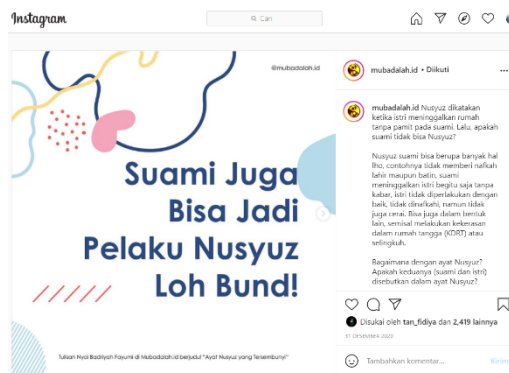 Instagram
Cari
@mubadalah.id
Suami Juga
Bisa Jadi
Pelaku Nusyuz
Loh Bund!
Tulisan Nyai Badriyah Fayumi di Mubadalah.id berjudul "Ayat Nusyuz yang Tersembunyi"
mubadalah.id • Diikuti
mubadalah.id Nusyuz dikatakan
ketika istri meninggalkan rumah
tanpa pamit pada suami. Lalu, apakah
suami tidak bisa Nusyuz?
Nusyuz suami bisa berupa banyak hal
lho, contohnya tidak memberi nafkah
lahir maupun batin, suami
meninggalkan istri begitu saja tanpa
kabar, istri tidak diperlakukan dengan
baik, tidak dinafkahi, namun tidak
juga cerai. Bisa juga dalam bentuk
lain, semisal melakukan kekerasan
dalam rumah tangga (KDRT) atau
selingkuh.
Bagaimana dengan ayat Nusyuz?
Apakah keduanya (suami dan istri)
disebutkan dalam ayat Nusyuz?
Disukai oleh tan_fidiya dan 2,419 lainnya
31 DESEMBER 2020
Tambahkan komentar...
Kirim